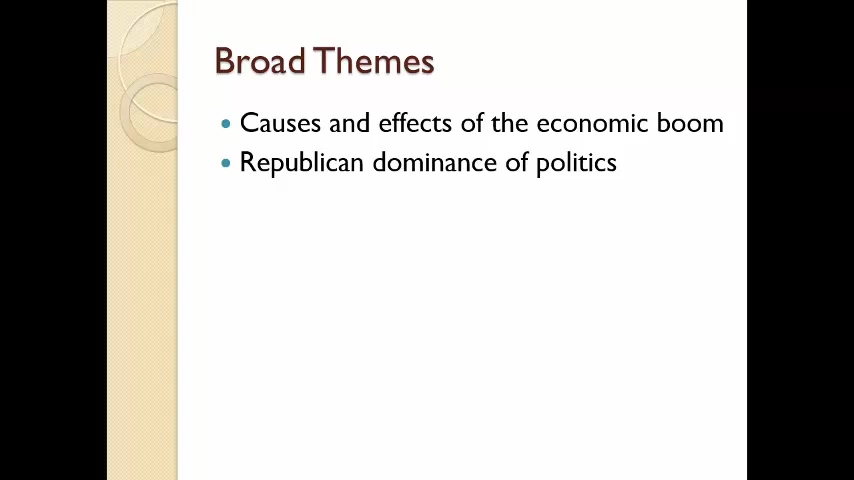 Broad Themes
Causes and effects of the economic boom
Republican dominance of politics